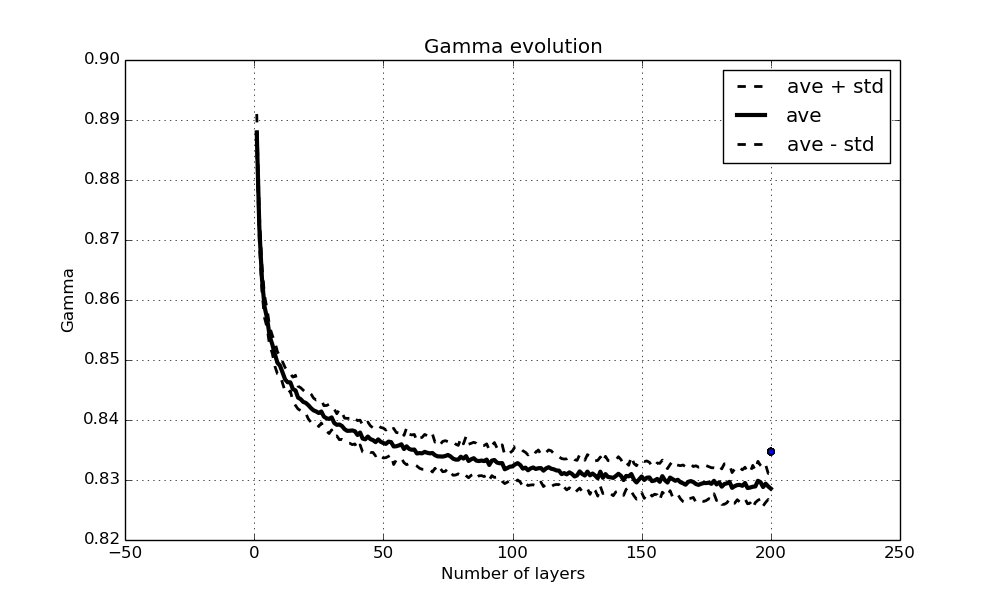 Gamma evolution
0.90
0.89
0.88
0.87
0.86
0.85
0.84
0.83
0.82
Gamma
−50
0
50
100
150
200
250
Number of layers
ave + std
ave
ave - std